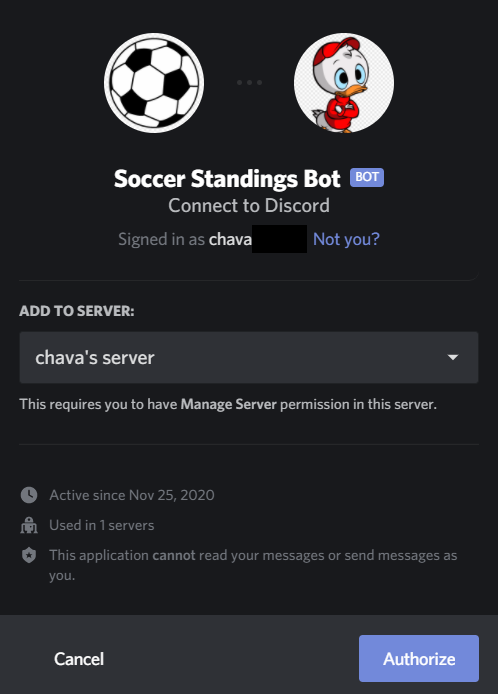 Soccer Standings Bot BOT
Connect to Discord
Signed in as chava Not you?
ADD TO SERVER:
chava's server
This requires you to have Manage Server permission in this server.
Active since Nov 25, 2020
Used in 1 servers
This application cannot read your messages or send messages as
you.
Cancel
Authorize